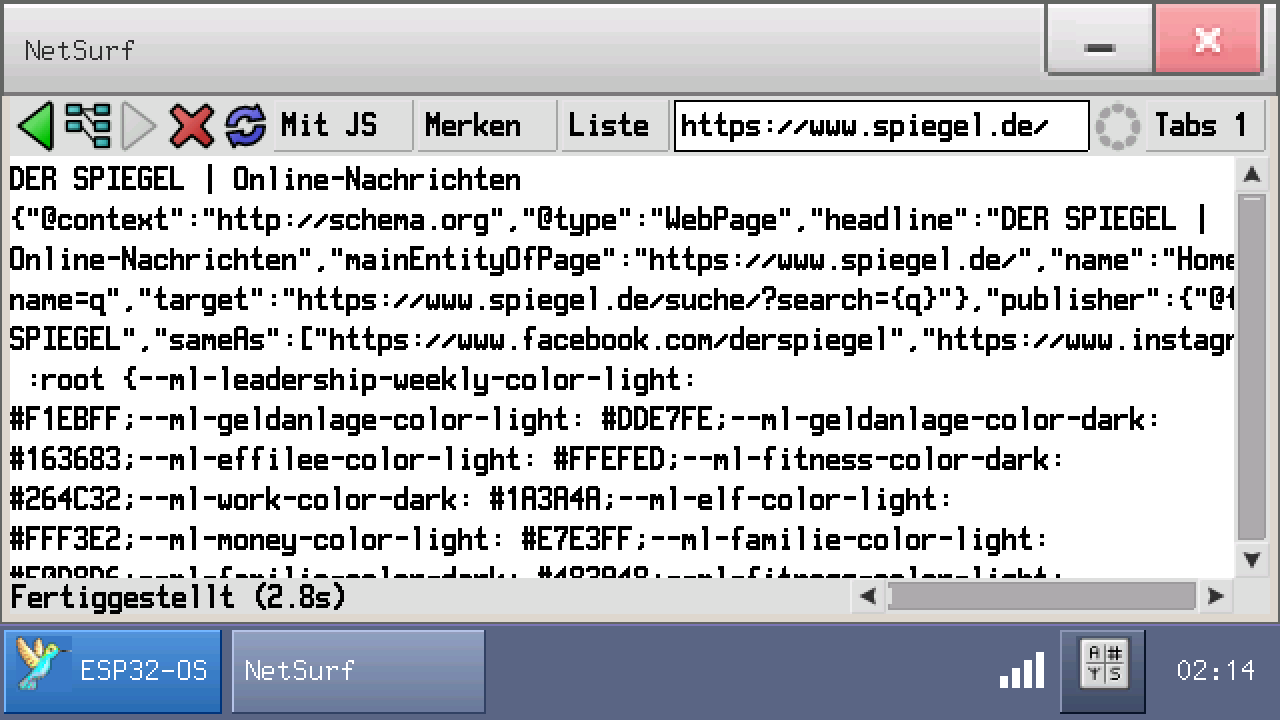 NetSurf
Mit JS Merken Liste https://www.spiegel.de/ Tabs 1
DER SPIEGEL | Online-Nachrichten
{"@context":"http://schema.org","@type":"WebPage","headline":"DER SPIEGEL |
Online-Nachrichten","mainEntityOfPage":"https://www.spiegel.de/","name":"Home
name=q","target":"https://www.spiegel.de/suche/?search={q}"},"publisher":{"@t
SPIEGEL","sameAs":["https://www.facebook.com/derspiegel","https://www.instagr
:root {--ml-leadership-weekly-color-light:
#F1EBFF;--ml-geldanlage-color-light: #DDE7FE;--ml-geldanlage-color-dark:
#163683;--ml-effilee-color-light: #FFEFED;--ml-fitness-color-dark:
#264C32;--ml-work-color-dark: #1A3A4A;--ml-elf-color-light:
#FFF3E2;--ml-money-color-light: #E7E3FF;--ml-familie-color-light:
Fertiggestellt (2.8s)
ESP32-OS NetSurf A # Y S 02:14